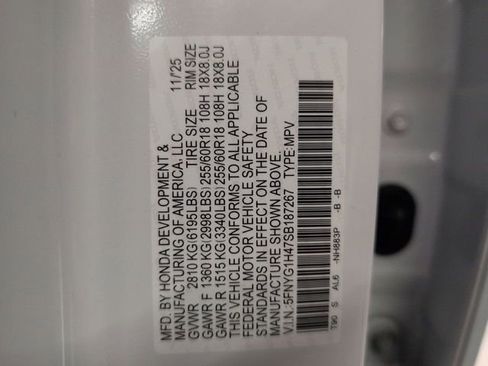 MFD. BY HONDA DEVELOPMENT &
MANUFACTURING OF AMERICA, LLC 11/25
GVWR 2810 KG(6195LBS) TIRE SIZE RIM SIZE
GAWR F 1360 KG(2998LBS) 255/60R18 108H 18X8.0J
GAWR R 1515 KG(3340LBS) 255/60R18 108H 18X8.0J
THIS VEHICLE CONFORMS TO ALL APPLICABLE
FEDERAL MOTOR VEHICLE SAFETY
STANDARDS IN EFFECT ON THE DATE OF
MANUFACTURE SHOWN ABOVE.
V.I.N.:5FNYG1H47SB187267 TYPE:MPV
T90 S AL6 -NH883P -B -B